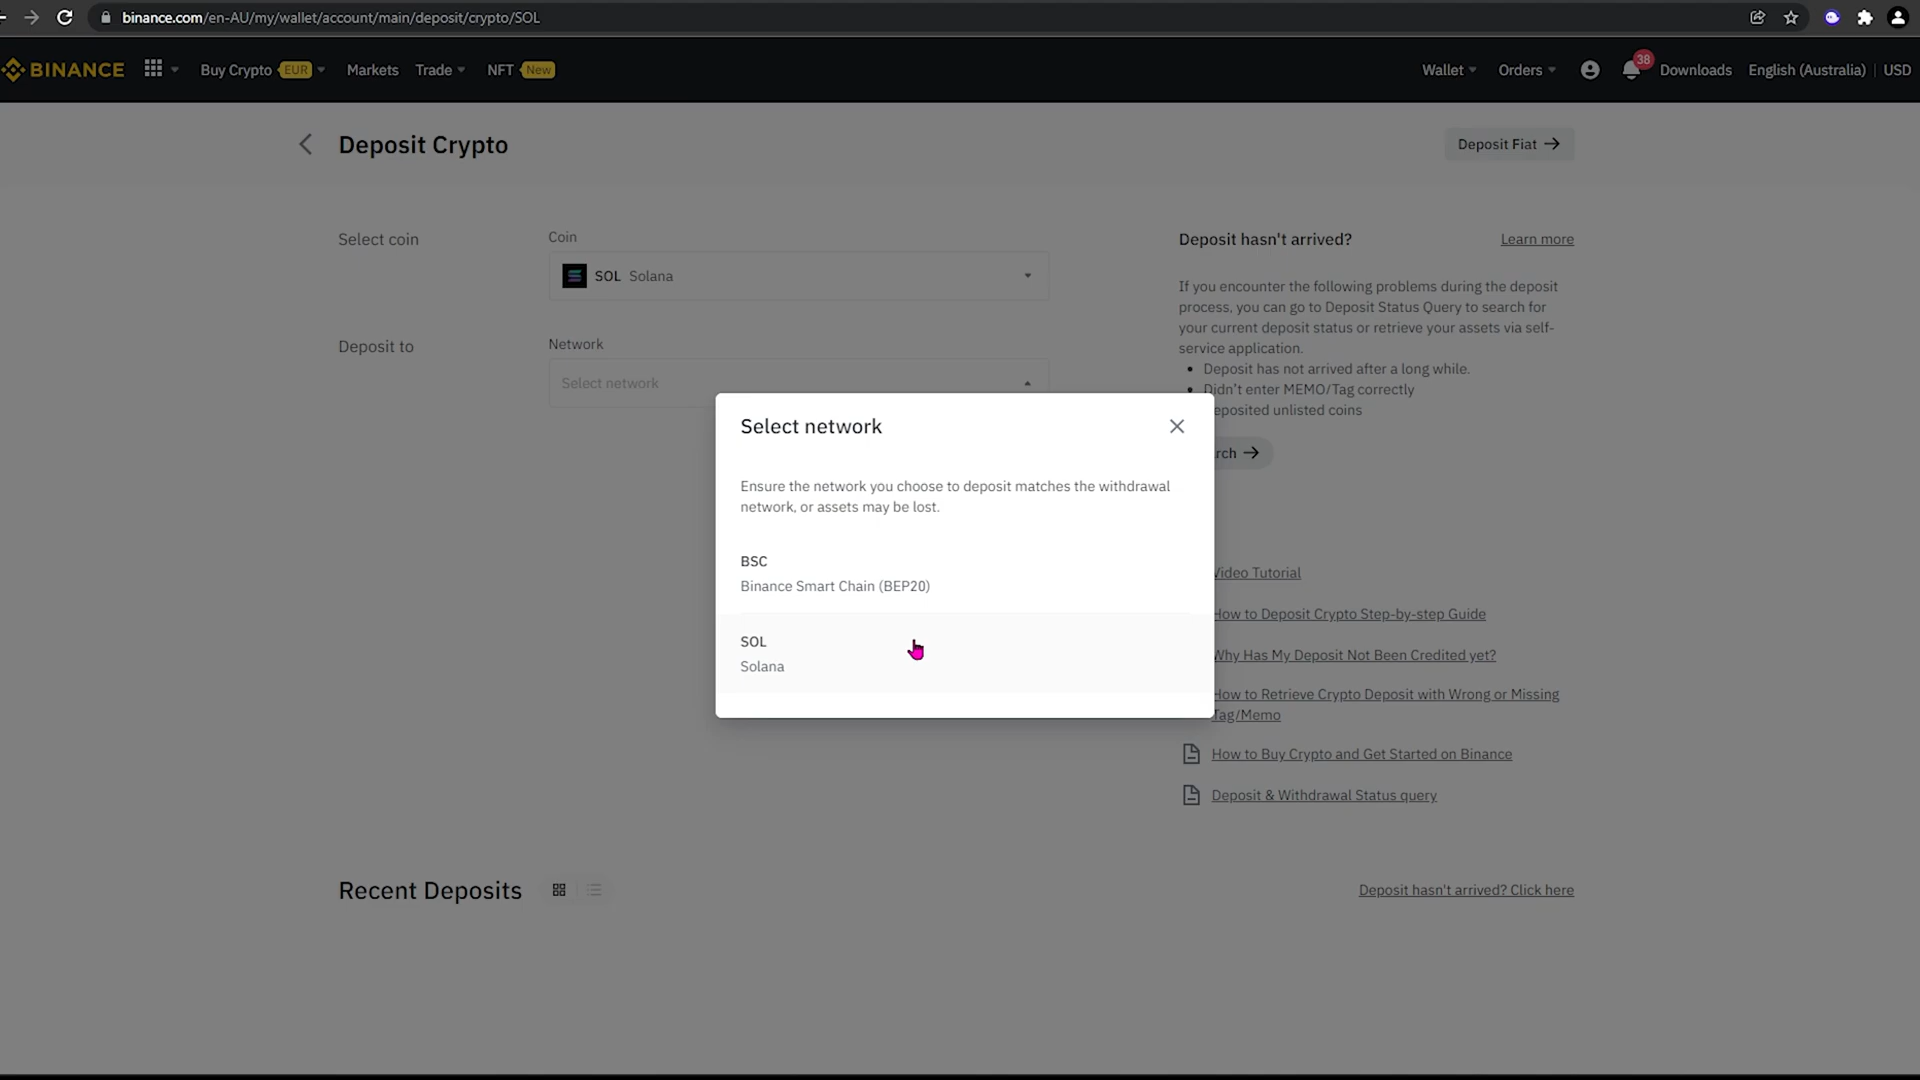 binance.com/en-AU/my/wallet/account/main/deposit/crypto/SOL
BINANCE Buy Crypto EUR Markets Trade NFT New Wallet Orders 38 Downloads English (Australia) USD
Deposit Crypto
Deposit Fiat
Select coin
Coin
SOL Solana
Deposit to
Network
Select network
Deposit hasn't arrived? Learn more
If you encounter the following problems during the deposit
process, you can go to Deposit Status Query to search for
your current deposit status or retrieve your assets via self-
service application.
Deposit has not arrived after a long while.
Didn't enter MEMO/Tag correctly
eposited unlisted coins
rch
Select network
Ensure the network you choose to deposit matches the withdrawal
network, or assets may be lost.
BSC
Binance Smart Chain (BEP20)
SOL
Solana
Video Tutorial
How to Deposit Crypto Step-by-step Guide
Why Has My Deposit Not Been Credited yet?
How to Retrieve Crypto Deposit with Wrong or Missing
Tag/Memo
How to Buy Crypto and Get Started on Binance
Deposit & Withdrawal Status query
Recent Deposits
Deposit hasn't arrived? Click here